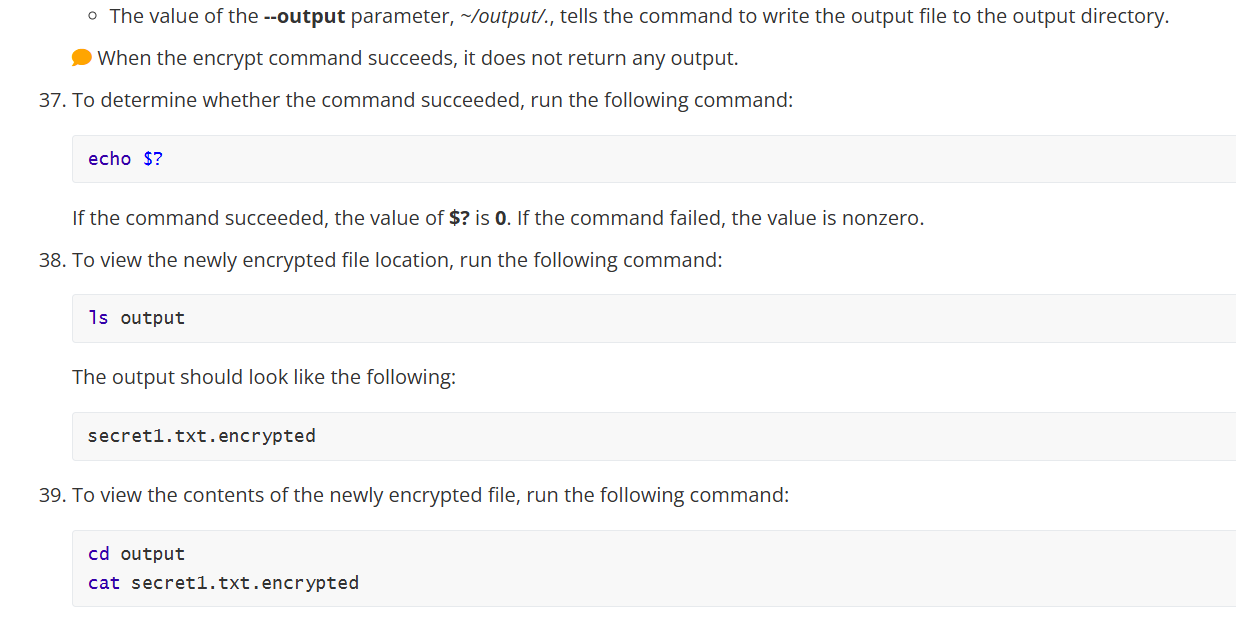 The value of the --output parameter, ~/output/., tells the command to write the output file to the output directory.
When the encrypt command succeeds, it does not return any output.
37. To determine whether the command succeeded, run the following command:
echo $?
If the command succeeded, the value of $? is 0. If the command failed, the value is nonzero.
38. To view the newly encrypted file location, run the following command:
ls output
The output should look like the following:
secret1.txt.encrypted
39. To view the contents of the newly encrypted file, run the following command:
cd output
cat secret1.txt.encrypted